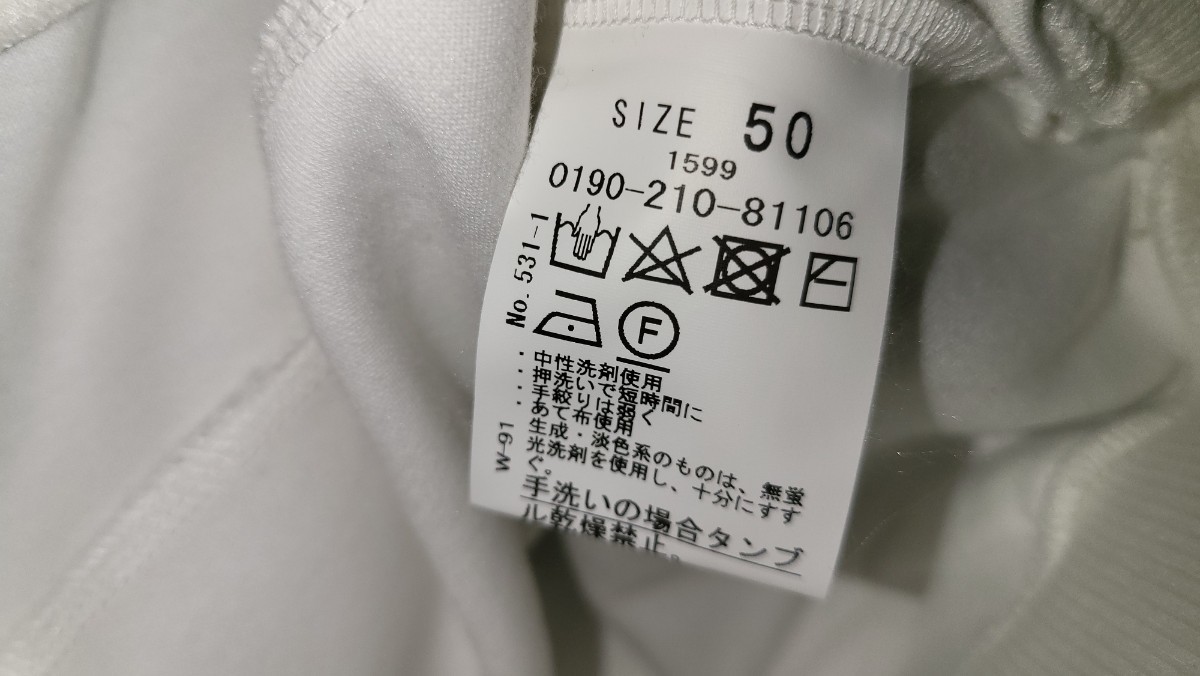 SIZE 50
1599
0190-210-81106
No. 531-1
F
・中性洗剤使用
・押洗いで短時間に
・手絞りは弱く
・あて布使用
生成・淡色系のものは、無蛍
光洗剤を使用し、十分にすす
ぐ。
W-91
手洗いの場合タンブ
ル乾燥禁止。